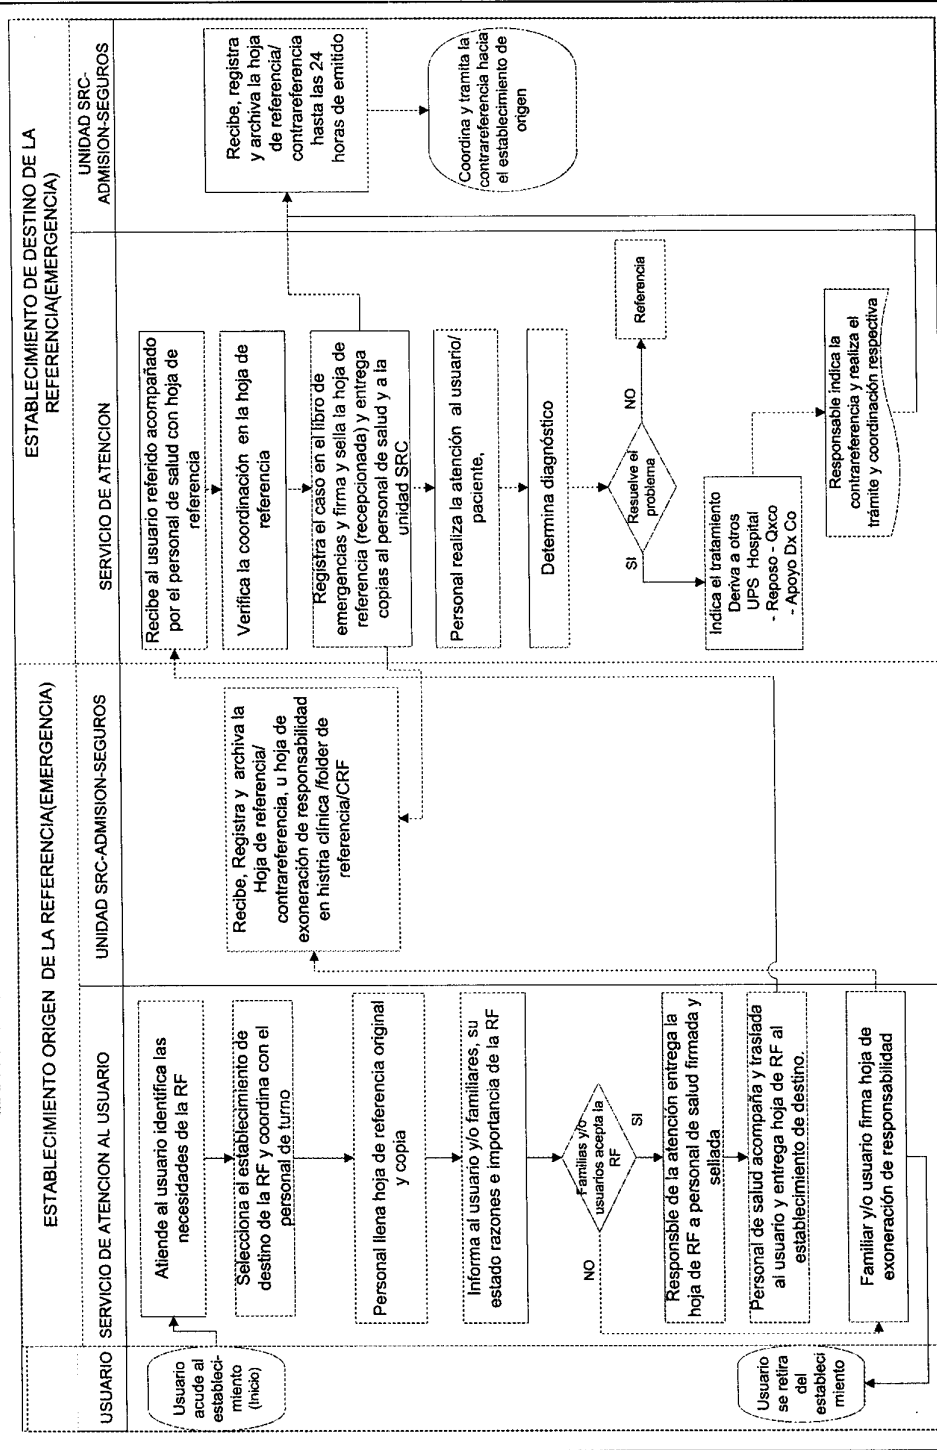 ESTABLECIMIENTO ORIGEN DE LA REFERENCIA(EMERGENCIA)
ESTABLECIMIENTO DE DESTINO DE LA
REFERENCIA(EMERGENCIA)
USUARIO
SERVICIO DE ATENCION AL USUARIO
UNIDAD SRC-ADMISION-SEGUROS
SERVICIO DE ATENCION
UNIDAD SRC-
ADMISION-SEGUROS
Usuario
acude al
estableci-
miento
(Inicio)
Atiende al usuario identifica las
necesidades de la RF
Selecciona el establecimiento de
destino de la RF y coordina con el
personal de turno
Personal llena hoja de referencia original
y copia
Informa al usuario y/o familiares, su
estado razones e importancia de la RF
Familias y/o
usuarios acepta la
RF
NO
SI
Responsble de la atención entrega la
hoja de RF a personal de salud firmada y
sellada
Personal de salud acompaña y traslada
al usuario y entrega hoja de RF al
establecimiento de destino.
Familiar y/o usuario firma hoja de
exoneración de responsabilidad
Usuario
se retira
del
estableci
miento
Recibe, Registra y archiva la
Hoja de referencia/
contrareferencia, u hoja de
exoneración de responsabilidad
en histria clínica /folder de
referencia/CRF
Recibe al usuario referido acompañado
por el personal de salud con hoja de
referencia
Verifica la coordinación en la hoja de
referencia
Registra el caso en el libro de
emergencias y firma y sella la hoja de
referencia (recepcionada) y entrega
copias al personal de salud y a la
unidad SRC
Personal realiza la atención al usuario/
paciente,
Determina diagnóstico
Resuelve el
problema
SI
NO
Referencia
Indica el tratamiento
Deriva a otros
UPS Hospital
- Reposo - Qxco
- Apoyo Dx Co
Responsable indica la
contrareferencia y realiza el
trámite y coordinación respectiva
Recibe, registra
y archiva la hoja
de referencia/
contrareferencia
hasta las 24
horas de emitido
Coordina y tramita la
contrareferencia hacia
el establecimiento de
origen